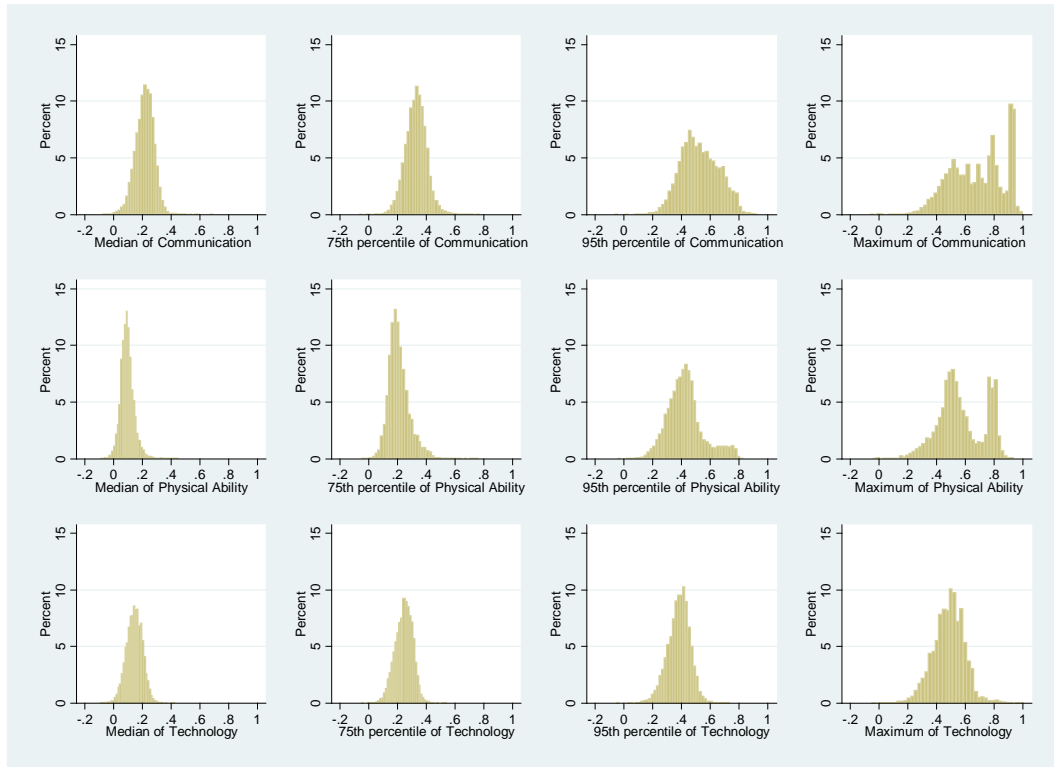 Percent
15
10
5
0
-.2 0 .2 .4 .6 .8 1
Median of Communication
Percent
15
10
5
0
-.2 0 .2 .4 .6 .8 1
75th percentile of Communication
Percent
15
10
5
0
-.2 0 .2 .4 .6 .8 1
95th percentile of Communication
Percent
15
10
5
0
-.2 0 .2 .4 .6 .8 1
Maximum of Communication
Percent
15
10
5
0
-.2 0 .2 .4 .6 .8 1
Median of Physical Ability
Percent
15
10
5
0
-.2 0 .2 .4 .6 .8 1
75th percentile of Physical Ability
Percent
15
10
5
0
-.2 0 .2 .4 .6 .8 1
95th percentile of Physical Ability
Percent
15
10
5
0
-.2 0 .2 .4 .6 .8 1
Maximum of Physical Ability
Percent
15
10
5
0
-.2 0 .2 .4 .6 .8 1
Median of Technology
Percent
15
10
5
0
-.2 0 .2 .4 .6 .8 1
75th percentile of Technology
Percent
15
10
5
0
-.2 0 .2 .4 .6 .8 1
95th percentile of Technology
Percent
15
10
5
0
-.2 0 .2 .4 .6 .8 1
Maximum of Technology